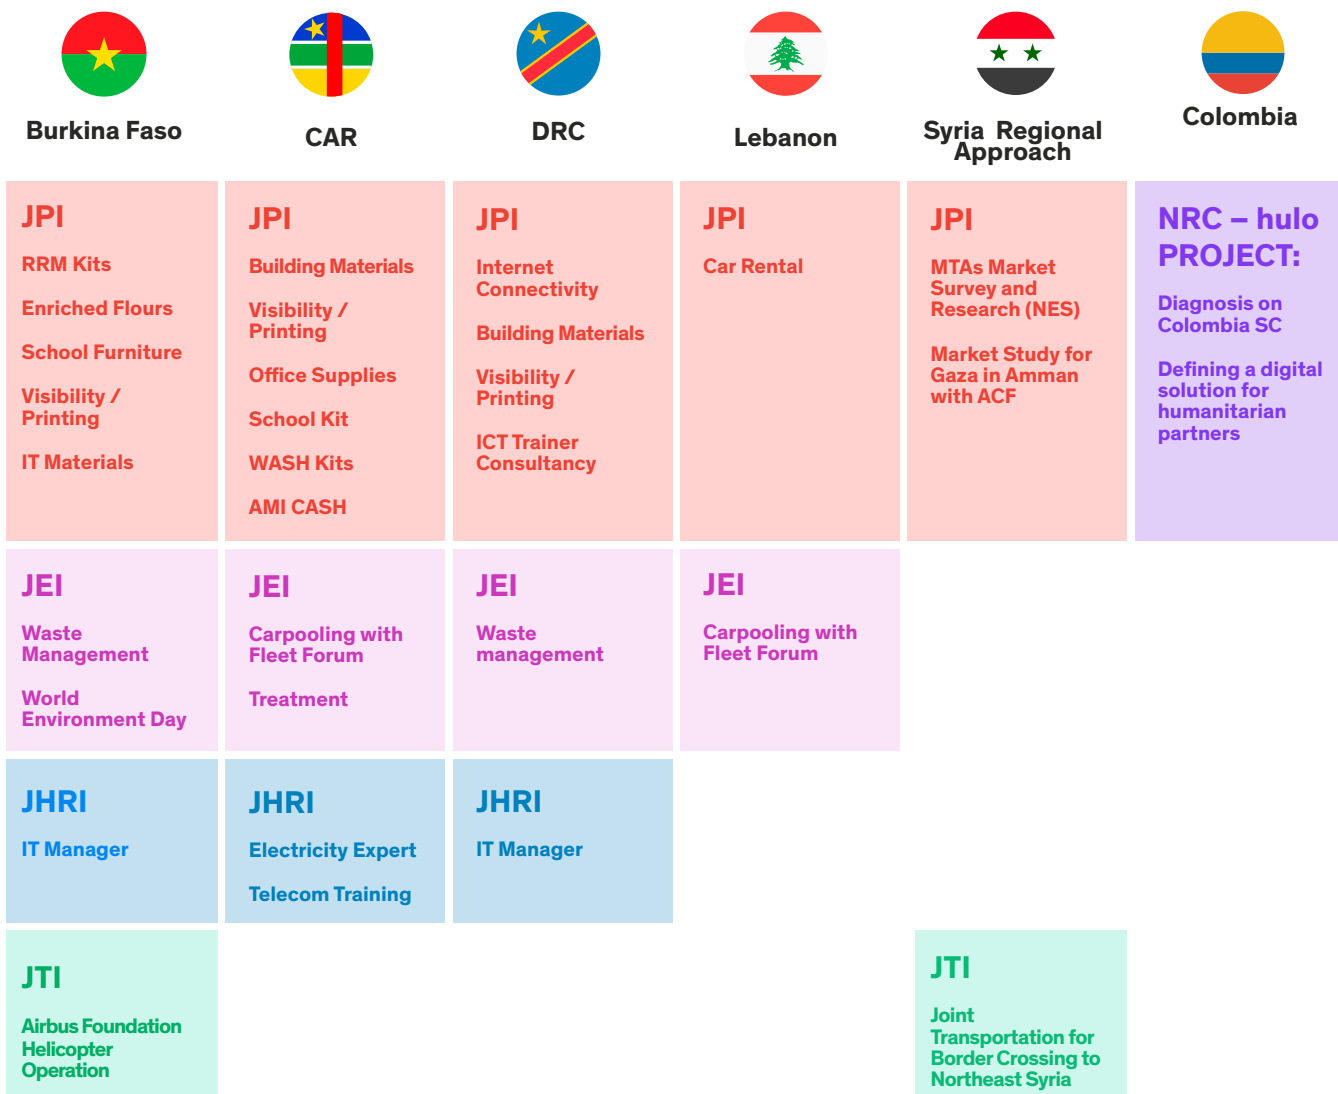 Burkina Faso
CAR
DRC
Lebanon
Syria Regional
Approach
Colombia
JPI
RRM Kits
Enriched Flours
School Furniture
Visibility /
Printing
IT Materials
JPI
Building Materials
Visibility /
Printing
Office Supplies
School Kit
WASH Kits
AMI CASH
JPI
Internet
Connectivity
Building Materials
Visibility /
Printing
ICT Trainer
Consultancy
JPI
Car Rental
JPI
MTAs Market
Survey and
Research (NES)
Market Study for
Gaza in Amman
with ACF
NRC – hulo
PROJECT:
Diagnosis on
Colombia SC
Defining a digital
solution for
humanitarian
partners
JEI
Waste
Management
World
Environment Day
JEI
Carpooling with
Fleet Forum
Treatment
JEI
Waste
management
JEI
Carpooling with
Fleet Forum
JHRI
IT Manager
JHRI
Electricity Expert
Telecom Training
JHRI
IT Manager
JTI
Airbus Foundation
Helicopter
Operation
JTI
Joint
Transportation for
Border Crossing to
Northeast Syria